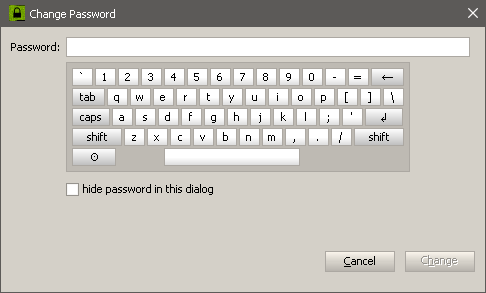 Change Password
Password:
` 1 2 3 4 5 6 7 8 9 0 - = ←
tab q w e r t y u i o p [ ] \
caps a s d f g h j k l ; ' ↲
shift z x c v b n m , . / shift
hide password in this dialog
Cancel Change